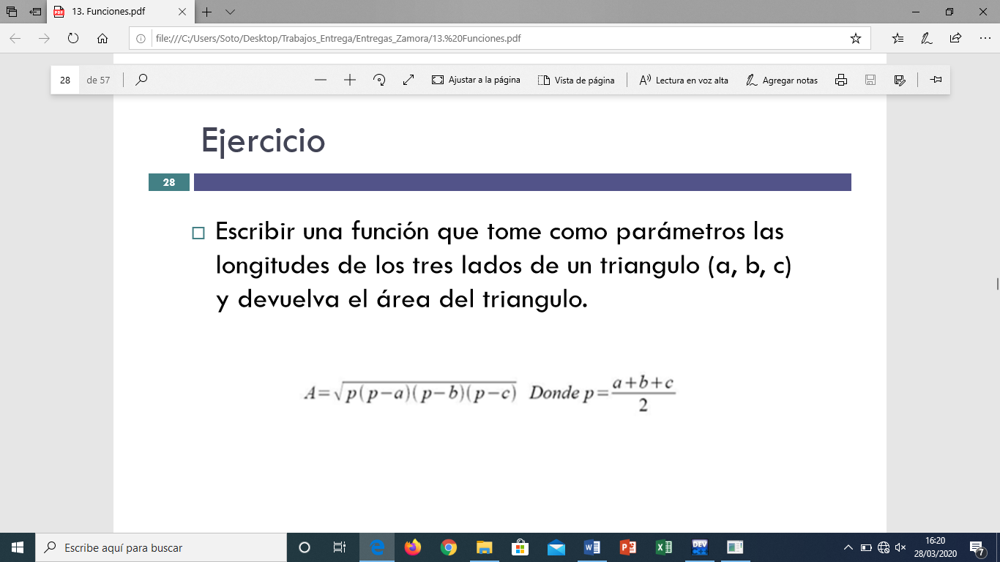 13. Funciones.pdf
file:///C:/Users/Soto/Desktop/Trabajos_Entrega/Entregas_Zamora/13.%20Funciones.pdf
28 de 57 Ajustar a la página Vista de página Lectura en voz alta Agregar notas
Ejercicio
28
Escribir una función que tome como parámetros las
longitudes de los tres lados de un triangulo (a, b, c)
y devuelva el área del triangulo.
A=√p(p−a)(p−b)(p−c) Donde p=a+b+c/2
Escribe aquí para buscar
DEV
16:20
28/03/2020
7